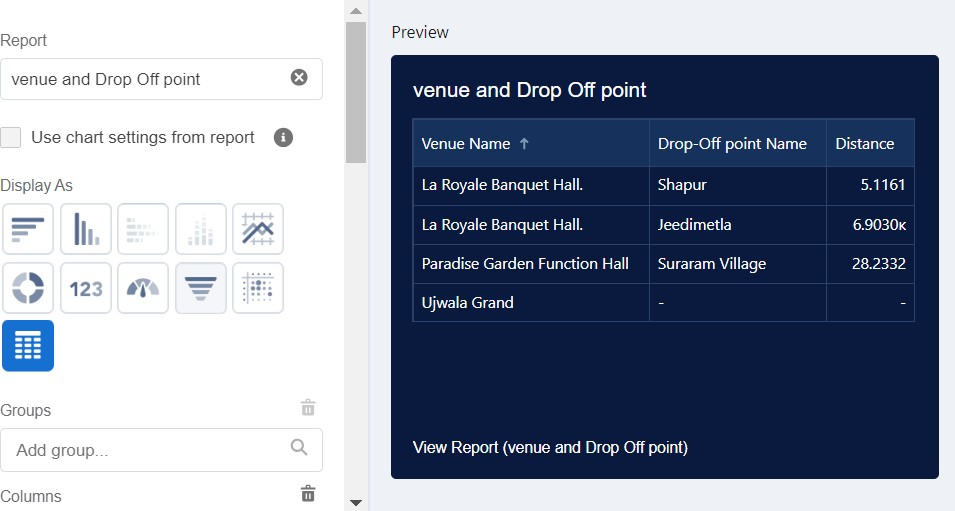 Report
venue and Drop Off point
Use chart settings from report
Display As
123
Groups
Add group...
Columns
Preview
venue and Drop Off point
Venue Name ↑ Drop-Off point Name Distance
La Royale Banquet Hall. Shapur 5.1161
La Royale Banquet Hall. Jeedimetla 6.9030K
Paradise Garden Function Hall Suraram Village 28.2332
Ujwala Grand - -
View Report (venue and Drop Off point)